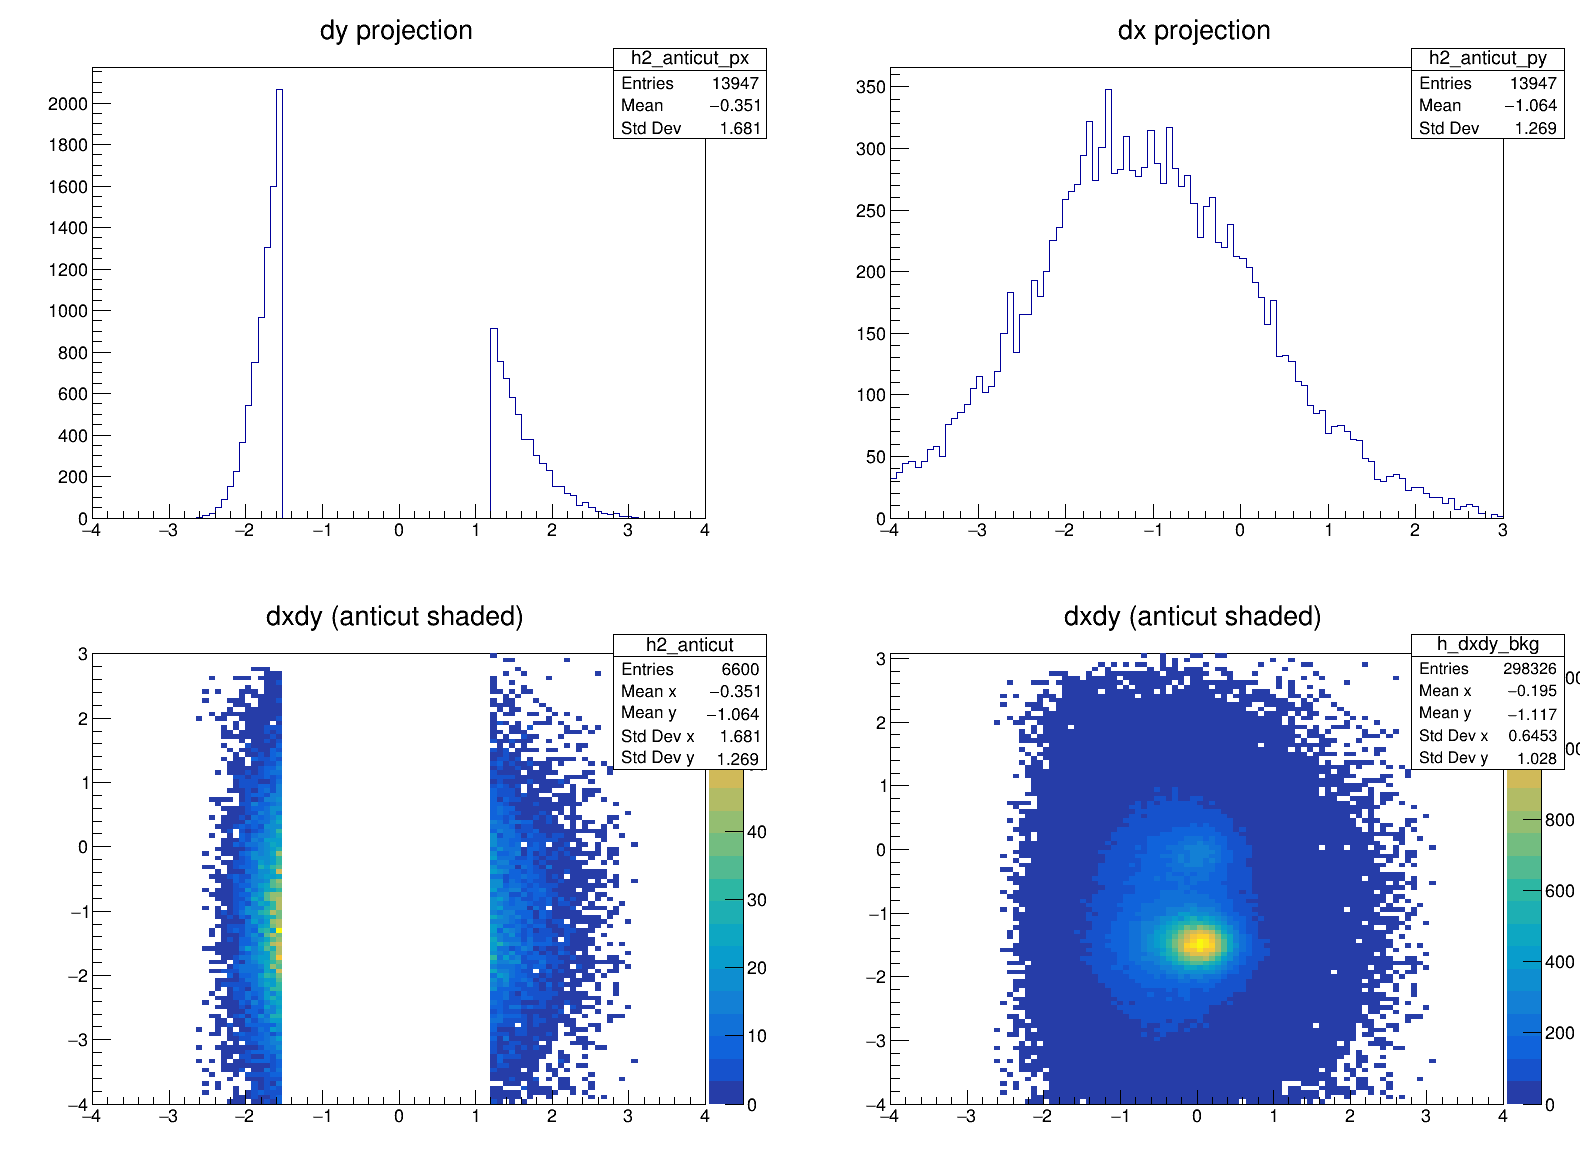 dy projection
h2_anticut_px
Entries 13947
Mean −0.351
Std Dev 1.681
2000
1800
1600
1400
1200
1000
800
600
400
200
0
−4 −3 −2 −1 0 1 2 3 4
dx projection
h2_anticut_py
Entries 13947
Mean −1.064
Std Dev 1.269
350
300
250
200
150
100
50
0
−4 −3 −2 −1 0 1 2 3
dxdy (anticut shaded)
h2_anticut
Entries 6600
Mean x −0.351
Mean y −1.064
Std Dev x 1.681
Std Dev y 1.269
3
2
1
0
−1
−2
−3
−4
−4 −3 −2 −1 0 1 2 3 4
40
30
20
10
0
dxdy (anticut shaded)
h_dxdy_bkg
Entries 298326
Mean x −0.195
Mean y −1.117
Std Dev x 0.6453
Std Dev y 1.028
3
2
1
0
−1
−2
−3
−4
−4 −3 −2 −1 0 1 2 3 4
800
600
400
200
0